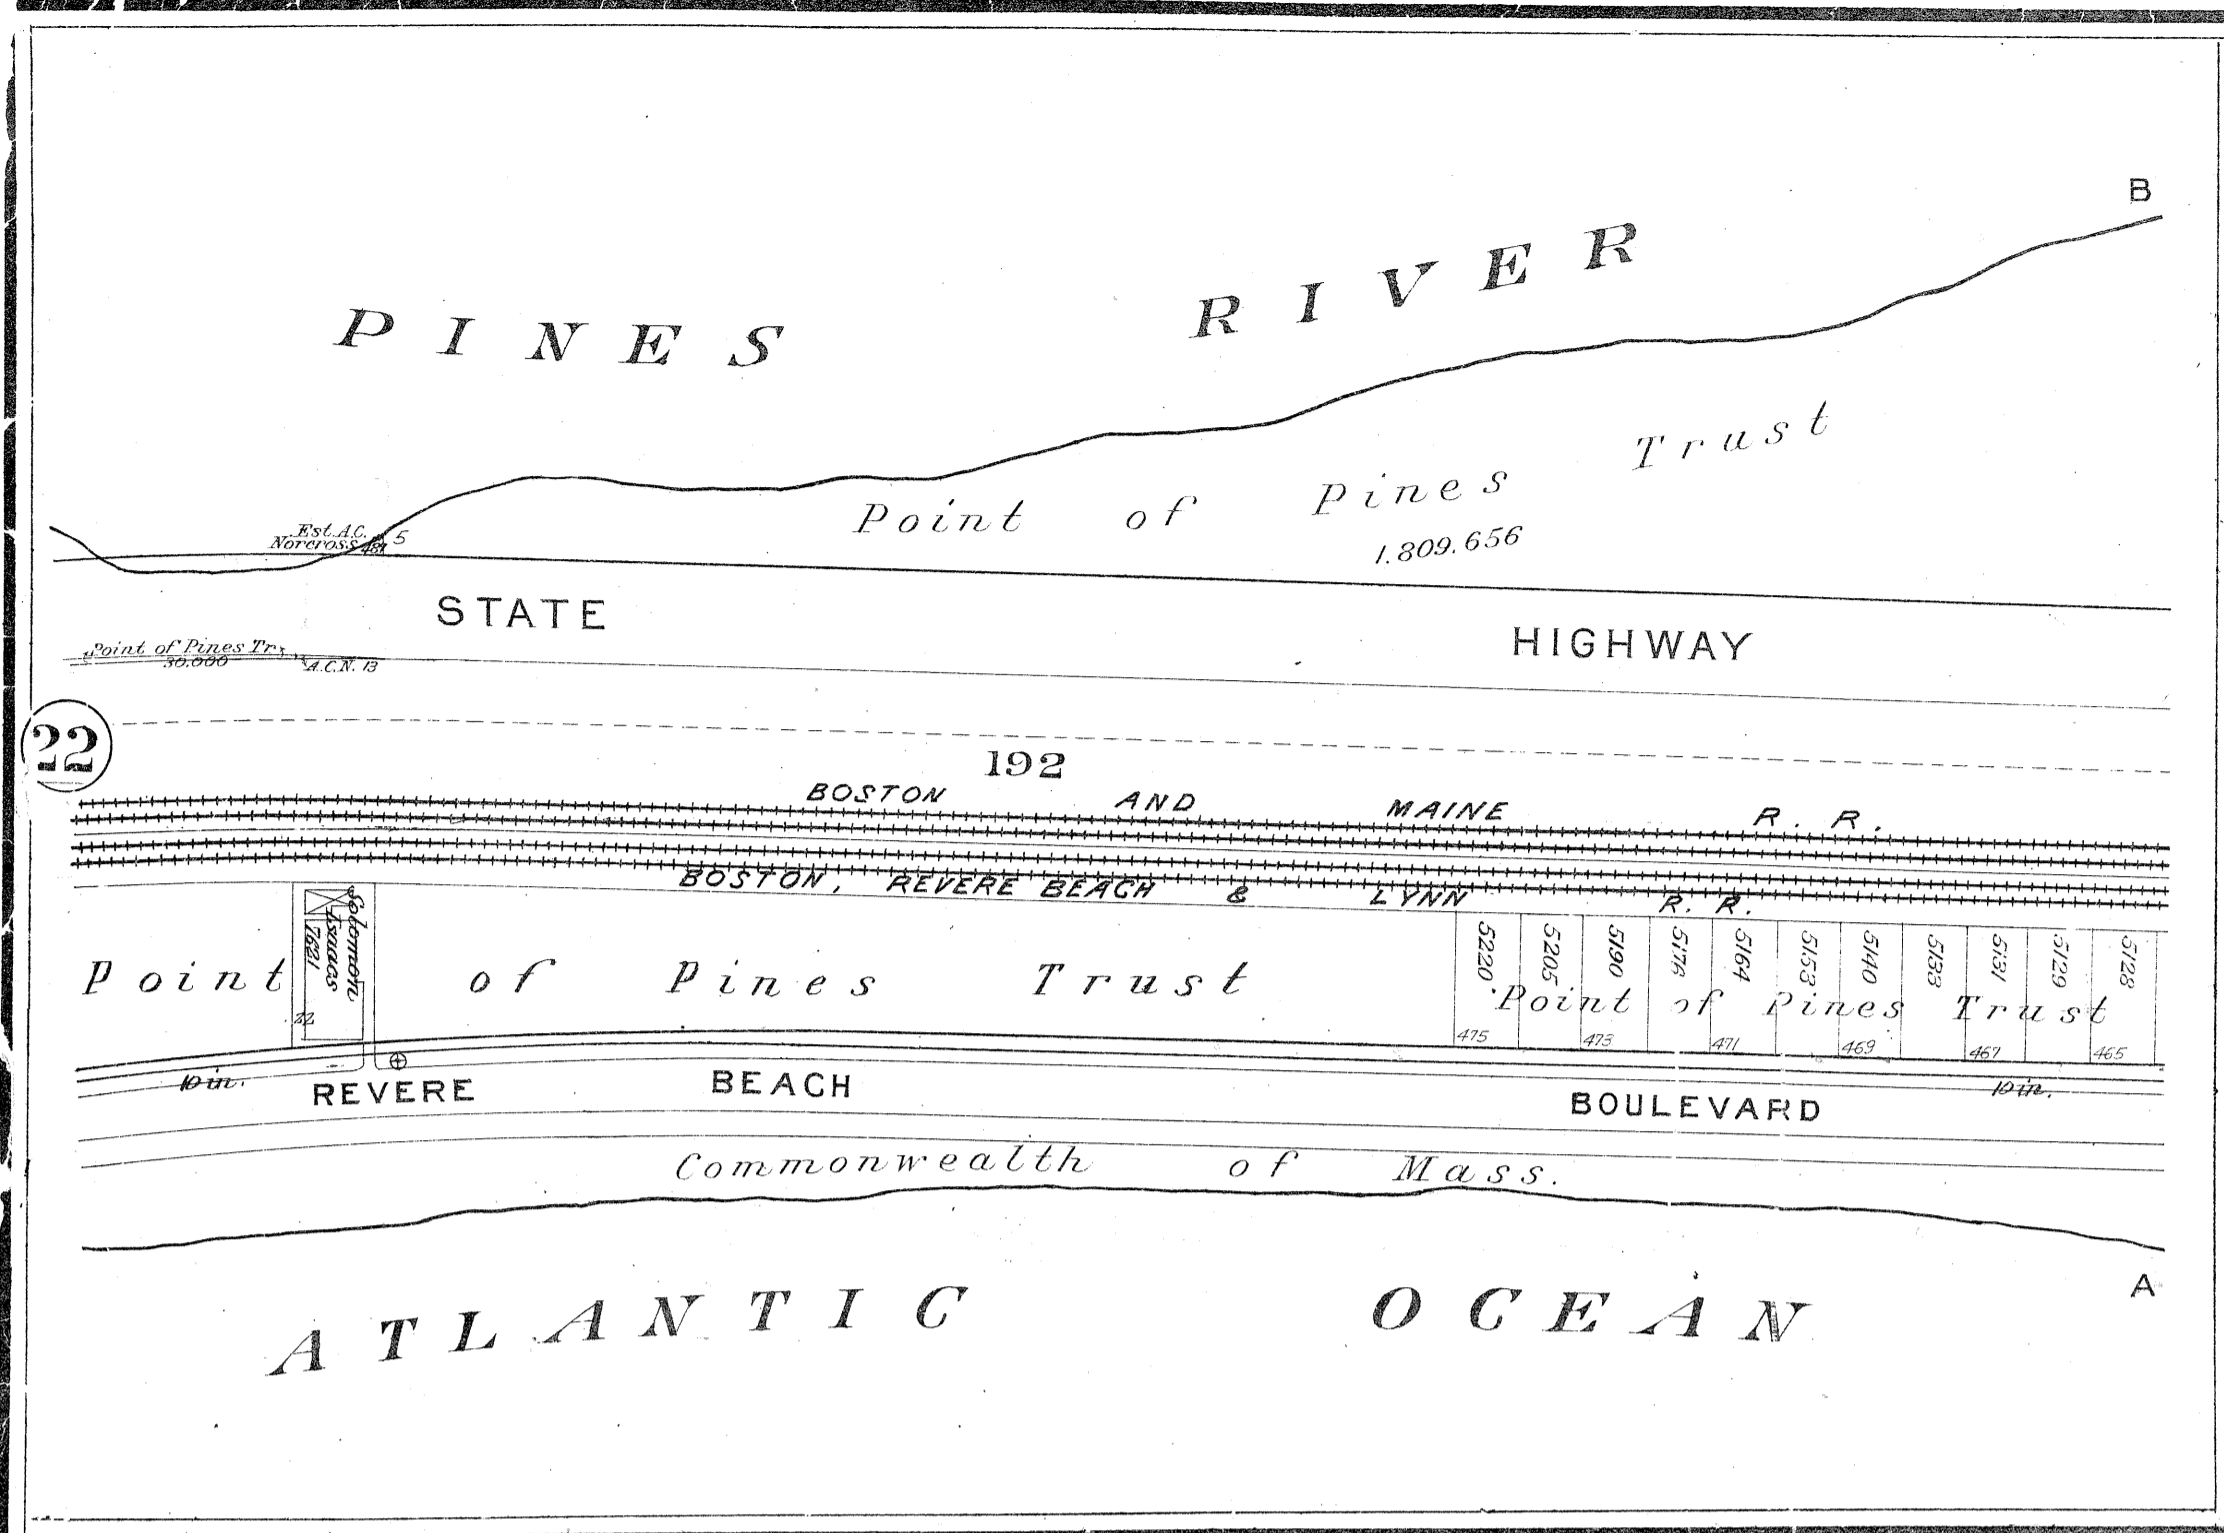 B
PINES RIVER
Point of Pines Trust
1.809.656
Est. A.C.
Norcross 5
STATE HIGHWAY
Point of Pines Tr.
30.000
A.C.N. 13
22
192
BOSTON AND MAINE R. R.
BOSTON, REVERE BEACH & LYNN R. R.
Solomon
Isaacs
7621
22
Point of Pines Trust
5220 5205 5190 5176 5164 5153 5140 5133 5131 5129 5128
Point of Pines Trust
475 473 471 469 467 465
10 in.
10 in.
REVERE BEACH BOULEVARD
Commonwealth of Mass.
A
ATLANTIC OCEAN